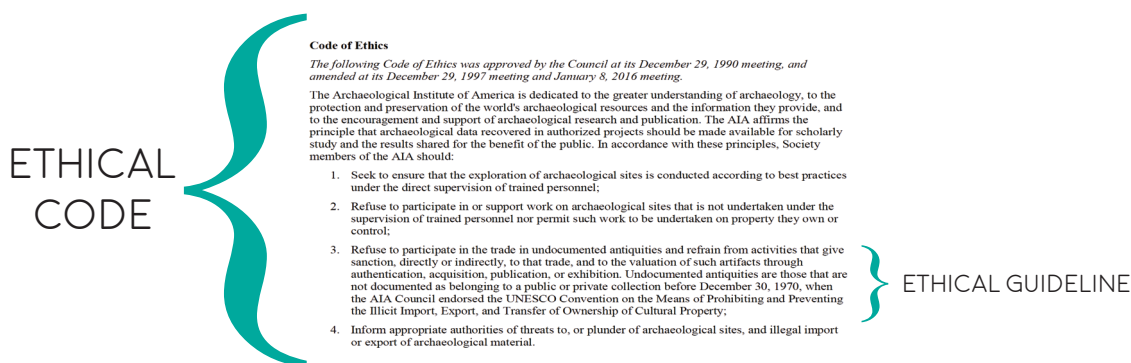 ETHICAL
CODE
Code of Ethics
The following Code of Ethics was approved by the Council at its December 29, 1990 meeting, and
amended at its December 29, 1997 meeting and January 8, 2016 meeting.
The Archaeological Institute of America is dedicated to the greater understanding of archaeology, to the
protection and preservation of the world's archaeological resources and the information they provide, and
to the encouragement and support of archaeological research and publication. The AIA affirms the
principle that archaeological data recovered in authorized projects should be made available for scholarly
study and the results shared for the benefit of the public. In accordance with these principles, Society
members of the AIA should:
1. Seek to ensure that the exploration of archaeological sites is conducted according to best practices
under the direct supervision of trained personnel;
2. Refuse to participate in or support work on archaeological sites that is not undertaken under the
supervision of trained personnel nor permit such work to be undertaken on property they own or
control;
3. Refuse to participate in the trade in undocumented antiquities and refrain from activities that give
sanction, directly or indirectly, to that trade, and to the valuation of such artifacts through
authentication, acquisition, publication, or exhibition. Undocumented antiquities are those that are
not documented as belonging to a public or private collection before December 30, 1970, when
the AIA Council endorsed the UNESCO Convention on the Means of Prohibiting and Preventing
the Illicit Import, Export, and Transfer of Ownership of Cultural Property;
4. Inform appropriate authorities of threats to, or plunder of archaeological sites, and illegal import
or export of archaeological material.
ETHICAL GUIDELINE